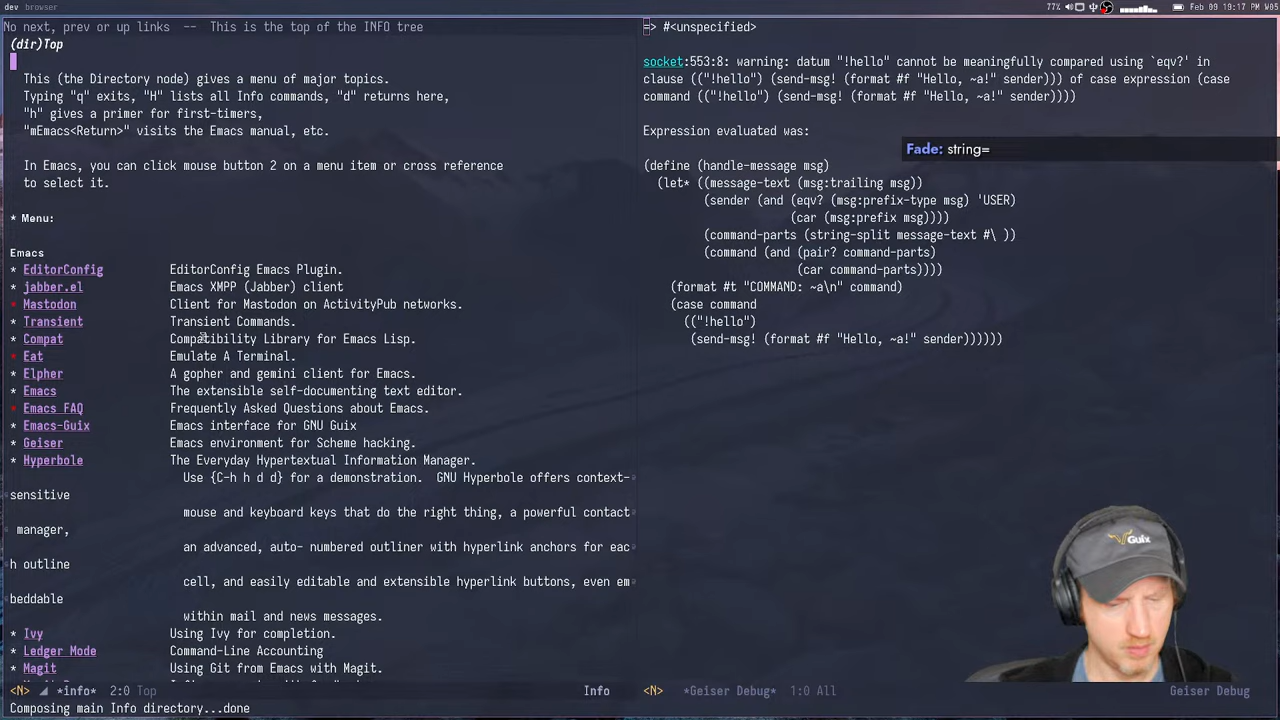 dev browser
77% Feb 09 19:17 PM W05
No next, prev or up links -- This is the top of the INFO tree
(dir)Top
This (the Directory node) gives a menu of major topics.
Typing "q" exits, "H" lists all Info commands, "d" returns here,
"h" gives a primer for first-timers,
"mEmacs<Return>" visits the Emacs manual, etc.
In Emacs, you can click mouse button 2 on a menu item or cross reference
to select it.
* Menu:
Emacs
* EditorConfig EditorConfig Emacs Plugin.
* jabber.el Emacs XMPP (Jabber) client
* Mastodon Client for Mastodon on ActivityPub networks.
* Transient Transient Commands.
* Compat Compatibility Library for Emacs Lisp.
* Eat Emulate A Terminal.
* Elpher A gopher and gemini client for Emacs.
* Emacs The extensible self-documenting text editor.
* Emacs FAQ Frequently Asked Questions about Emacs.
* Emacs-Guix Emacs interface for GNU Guix
* Geiser Emacs environment for Scheme hacking.
* Hyperbole The Everyday Hypertextual Information Manager.
Use {C-h h d d} for a demonstration. GNU Hyperbole offers context-
sensitive
mouse and keyboard keys that do the right thing, a powerful contact
manager,
an advanced, auto- numbered outliner with hyperlink anchors for eac
h outline
cell, and easily editable and extensible hyperlink buttons, even em
beddable
within mail and news messages.
* Ivy Using Ivy for completion.
* Ledger Mode Command-Line Accounting
* Magit Using Git from Emacs with Magit.
<N> *info* 2:0 Top Info
Composing main Info directory...done
-> #<unspecified>
socket:553:8: warning: datum "!hello" cannot be meaningfully compared using `eqv?' in
clause (("!hello") (send-msg! (format #f "Hello, ~a!" sender))) of case expression (case
command (("!hello") (send-msg! (format #f "Hello, ~a!" sender))))
Expression evaluated was:
Fade: string=
(define (handle-message msg)
(let* ((message-text (msg:trailing msg))
(sender (and (eqv? (msg:prefix-type msg) 'USER)
(car (msg:prefix msg))))
(command-parts (string-split message-text #\ ))
(command (and (pair? command-parts)
(car command-parts))))
(format #t "COMMAND: ~a\n" command)
(case command
(("!hello")
(send-msg! (format #f "Hello, ~a!" sender))))))
Guix
<N> *Geiser Debug* 1:0 All Geiser Debug